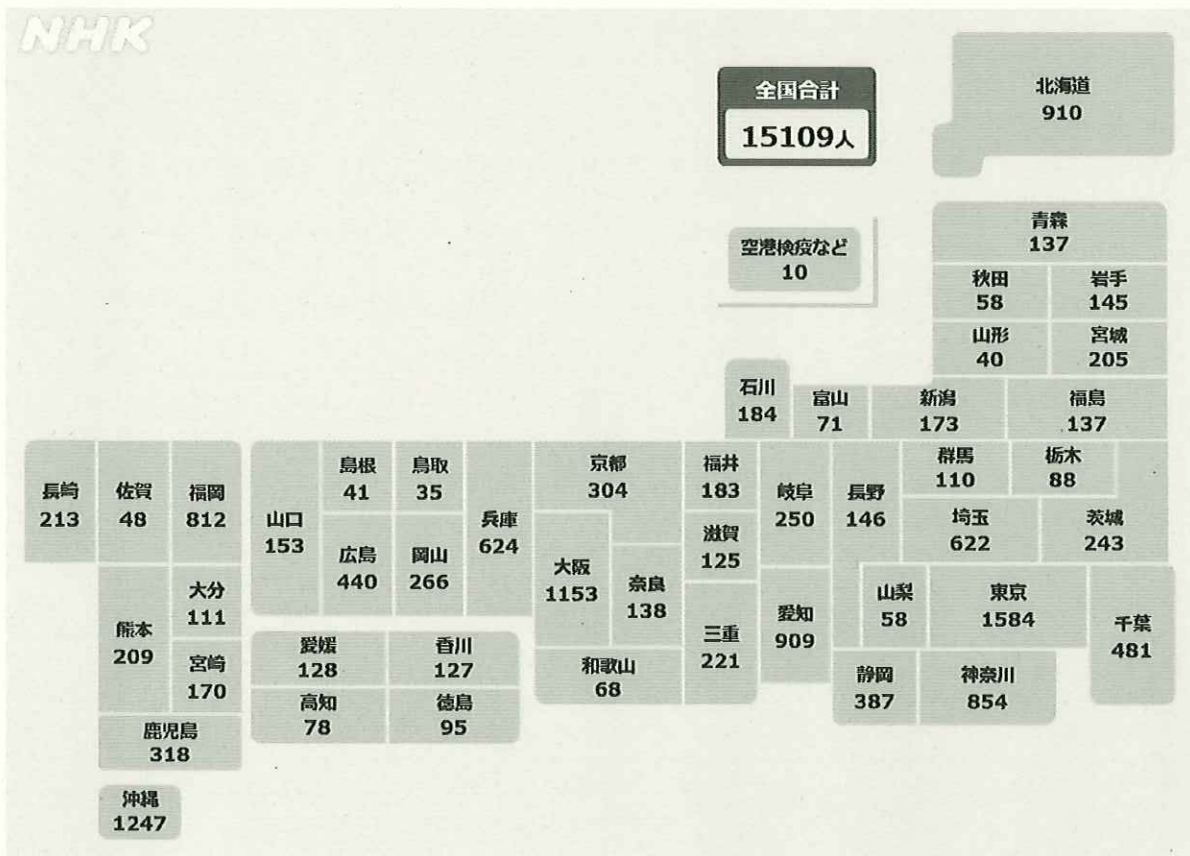 NHK
全国合計
15109人
北海道
910
空港検疫など
10
青森
137
秋田
58
岩手
145
山形
40
宮城
205
石川
184
富山
71
新潟
173
福島
137
長崎
213
佐賀
48
福岡
812
山口
153
島根
41
鳥取
35
兵庫
624
京都
304
福井
183
岐阜
250
長野
146
群馬
110
栃木
88
広島
440
岡山
266
大阪
1153
奈良
138
滋賀
125
埼玉
622
茨城
243
熊本
209
大分
111
宮崎
170
愛媛
128
香川
127
高知
78
徳島
95
和歌山
68
三重
221
愛知
909
山梨
58
東京
1584
千葉
481
静岡
387
神奈川
854
鹿児島
318
沖縄
1247